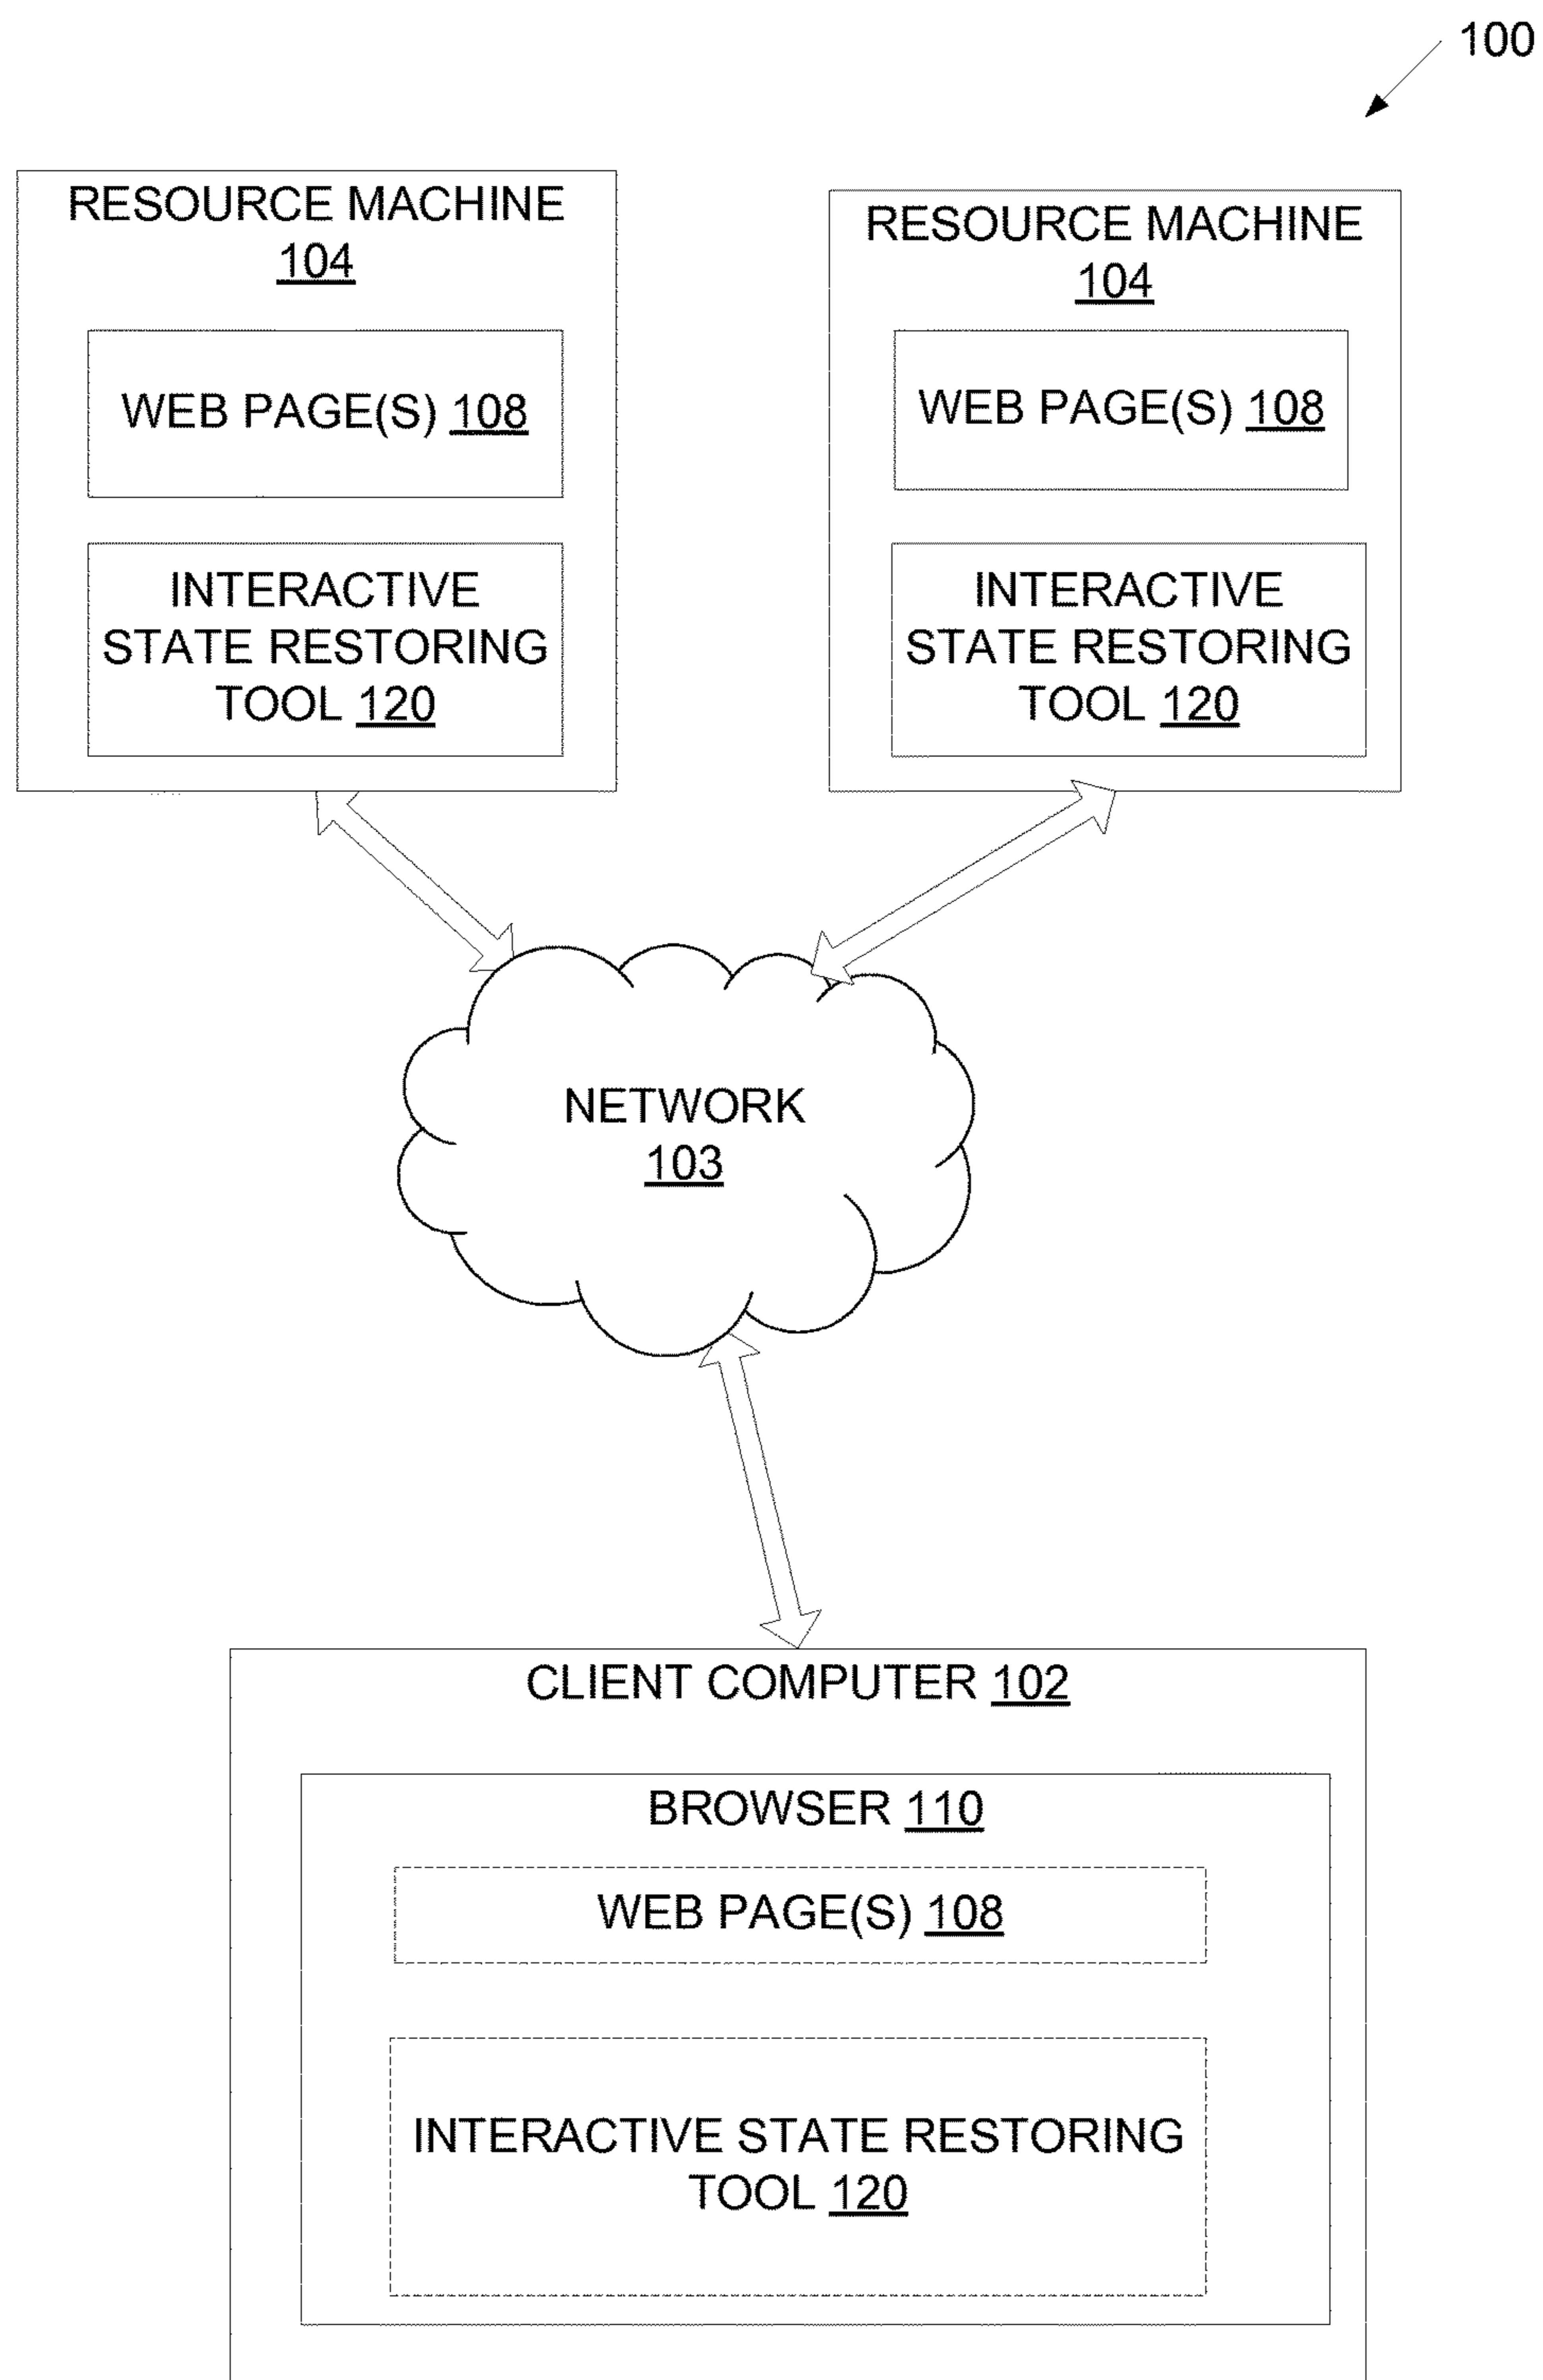 100
RESOURCE MACHINE
104
WEB PAGE(S) 108
INTERACTIVE
STATE RESTORING
TOOL 120
RESOURCE MACHINE
104
WEB PAGE(S) 108
INTERACTIVE
STATE RESTORING
TOOL 120
NETWORK
103
CLIENT COMPUTER 102
BROWSER 110
WEB PAGE(S) 108
INTERACTIVE STATE RESTORING
TOOL 120